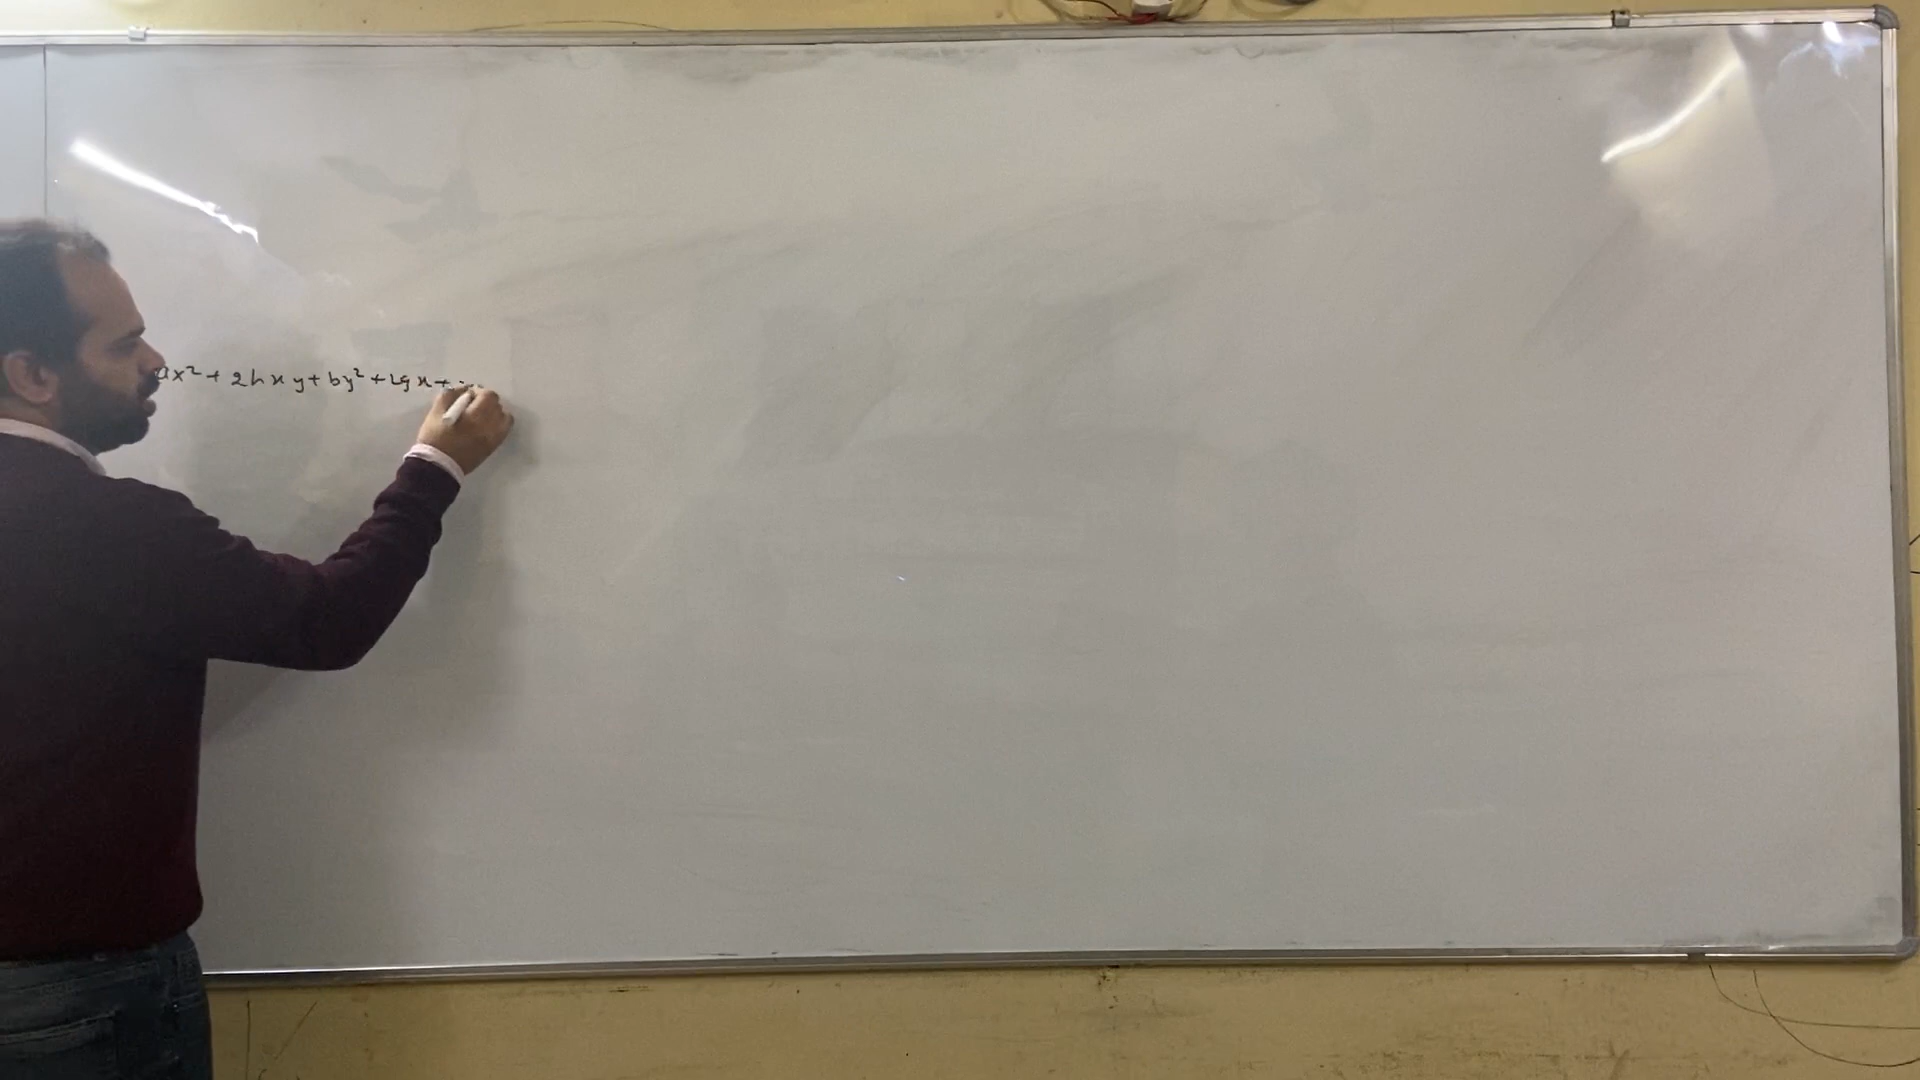 ax² + 2hxy + by² + 2gx +